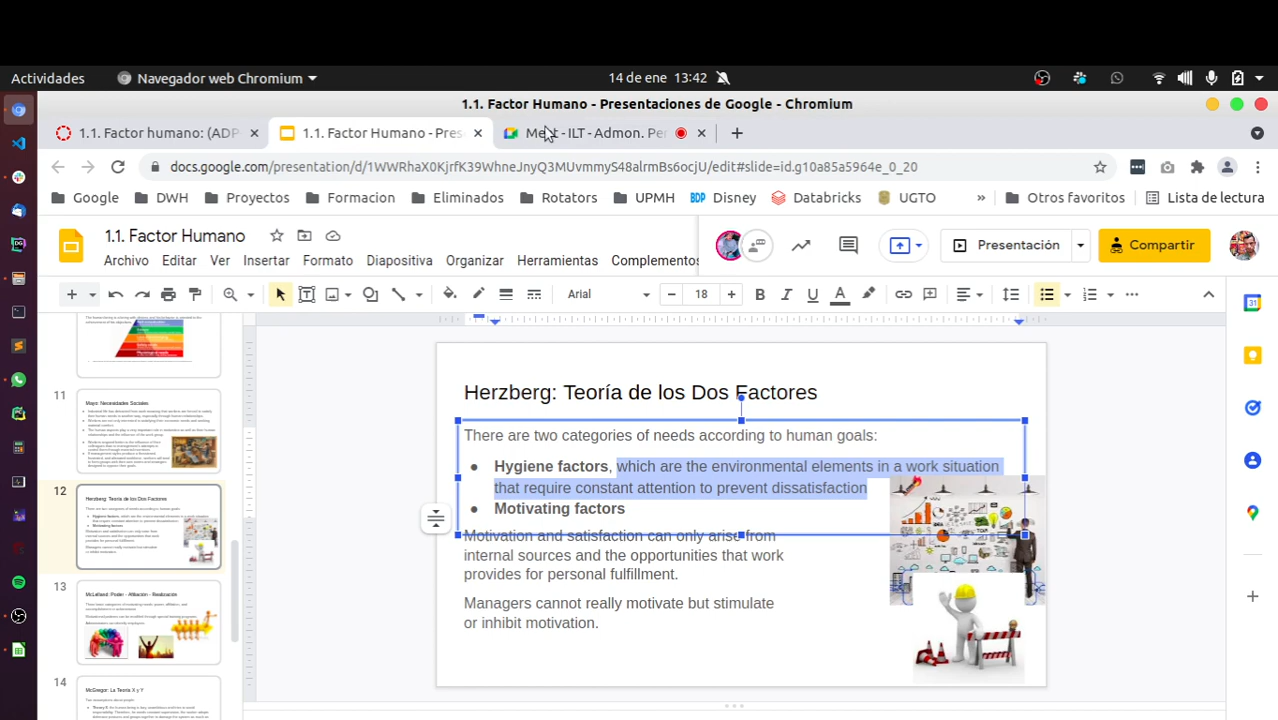 Actividades
Navegador web Chromium
14 de ene 13:42
1.1. Factor Humano - Presentaciones de Google - Chromium
1.1. Factor humano: (ADP-
1.1. Factor Humano - Pres
Meet - ILT - Admon. Per
docs.google.com/presentation/d/1WWRhaX0KjrfK39WhneJnyQ3MUvmmyS48alrmBs6ocjU/edit#slide=id.g10a85a5964e_0_20
Google
DWH
Proyectos
Formacion
Eliminados
Rotators
UPMH
BDP Disney
Databricks
UGTO
»
Otros favoritos
Lista de lectura
1.1. Factor Humano
Archivo Editar Ver Insertar Formato Diapositiva Organizar Herramientas Complementos
Presentación
Compartir
Arial
18
B I U A
11
Mayo: Necesidades Sociales
12
Herzberg: Teoría de los Dos Factores
13
McLelland: Poder - Afiliación - Realización
14
McGregor: La Teoría X y Y
Herzberg: Teoría de los Dos Factores
There are two categories of needs according to human goals:
● Hygiene factors, which are the environmental elements in a work situation
that require constant attention to prevent dissatisfaction
● Motivating factors
Motivation and satisfaction can only arise from
internal sources and the opportunities that work
provides for personal fulfillment.
Managers cannot really motivate but stimulate
or inhibit motivation.
31